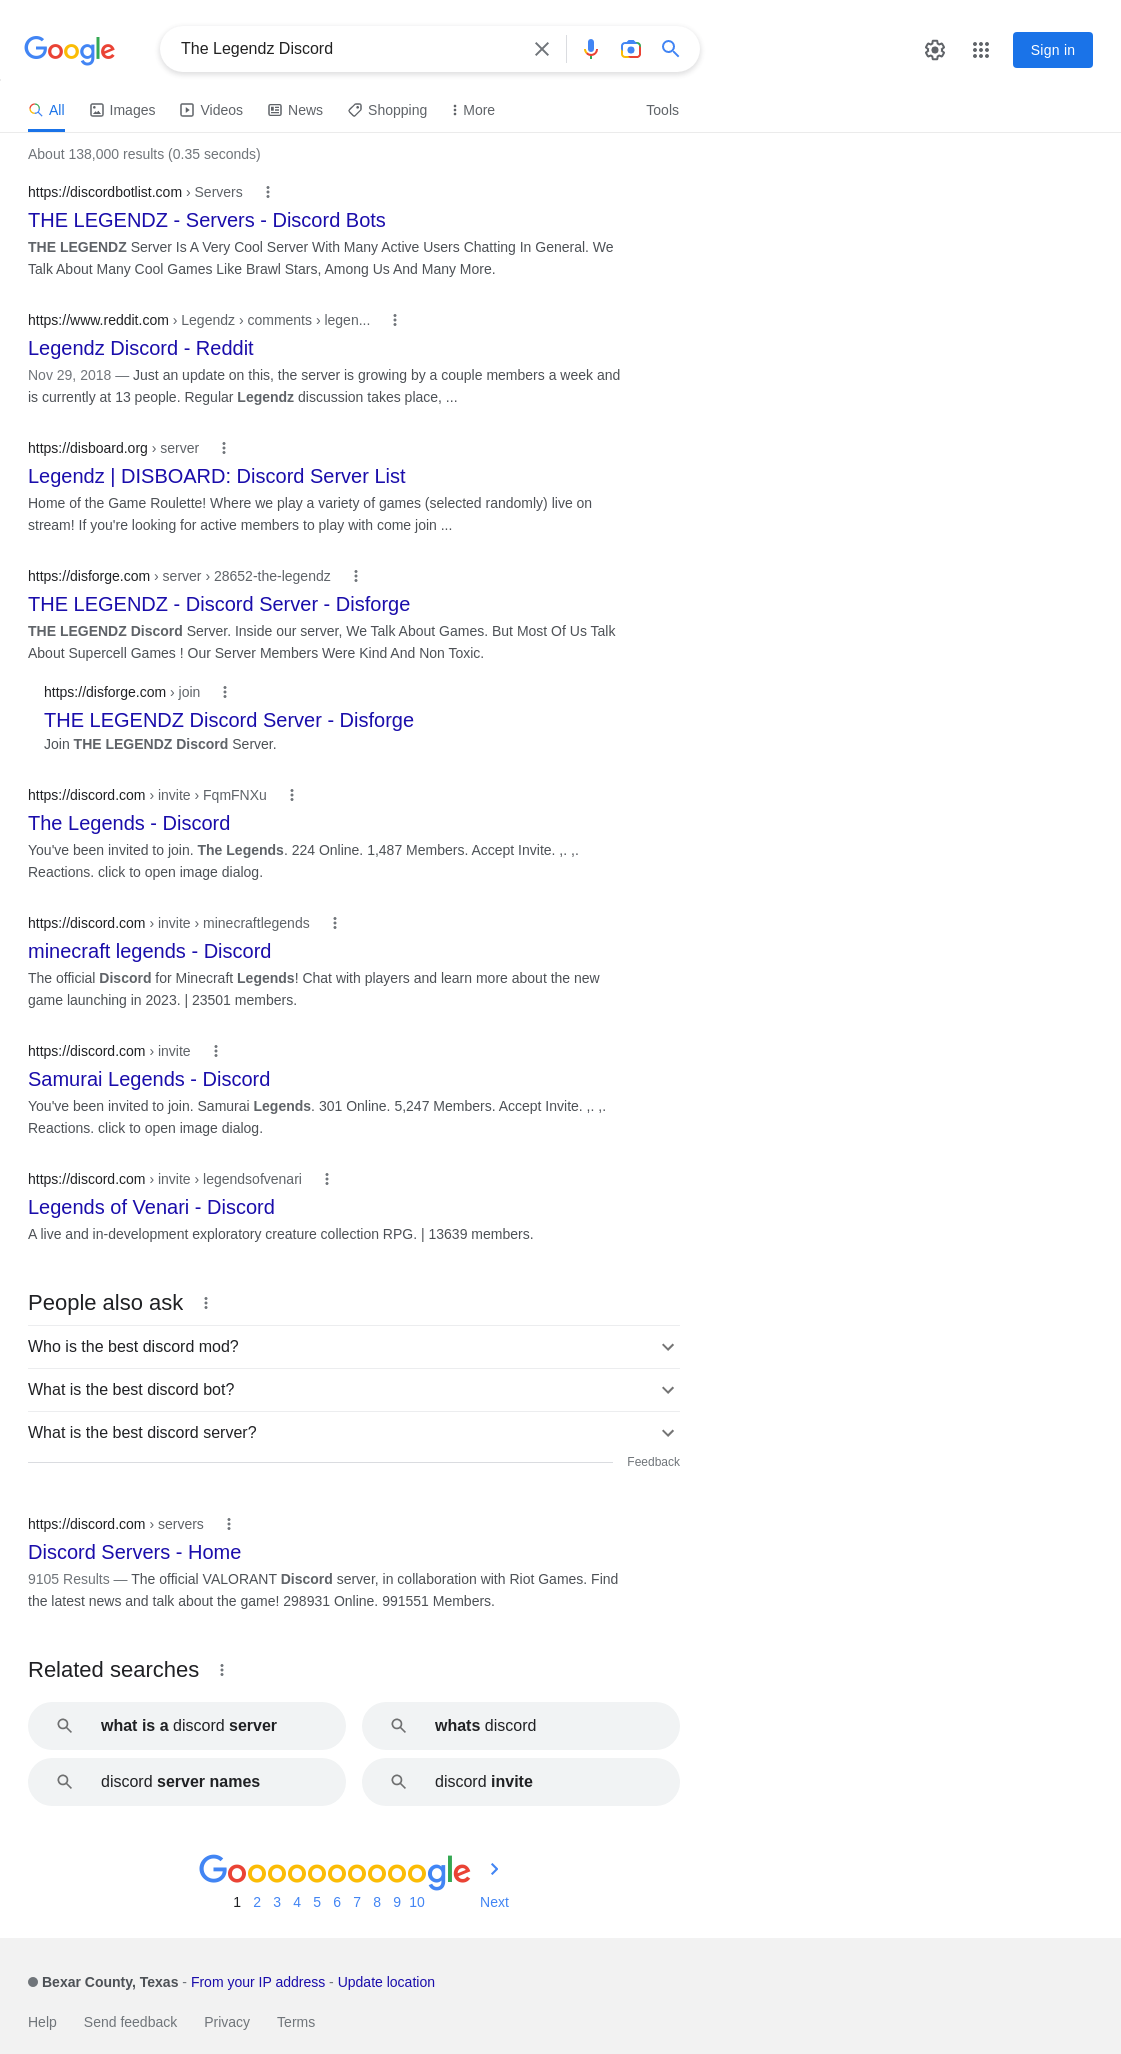 Google
The Legendz Discord
Sign in
All Images Videos News Shopping More Tools
About 138,000 results (0.35 seconds)
https://discordbotlist.com › Servers
THE LEGENDZ - Servers - Discord Bots
THE LEGENDZ Server Is A Very Cool Server With Many Active Users Chatting In General. We
Talk About Many Cool Games Like Brawl Stars, Among Us And Many More.
https://www.reddit.com › Legendz › comments › legen...
Legendz Discord - Reddit
Nov 29, 2018 — Just an update on this, the server is growing by a couple members a week and
is currently at 13 people. Regular Legendz discussion takes place, ...
https://disboard.org › server
Legendz | DISBOARD: Discord Server List
Home of the Game Roulette! Where we play a variety of games (selected randomly) live on
stream! If you're looking for active members to play with come join ...
https://disforge.com › server › 28652-the-legendz
THE LEGENDZ - Discord Server - Disforge
THE LEGENDZ Discord Server. Inside our server, We Talk About Games. But Most Of Us Talk
About Supercell Games ! Our Server Members Were Kind And Non Toxic.
https://disforge.com › join
THE LEGENDZ Discord Server - Disforge
Join THE LEGENDZ Discord Server.
https://discord.com › invite › FqmFNXu
The Legends - Discord
You've been invited to join. The Legends. 224 Online. 1,487 Members. Accept Invite. ,. ,.
Reactions. click to open image dialog.
https://discord.com › invite › minecraftlegends
minecraft legends - Discord
The official Discord for Minecraft Legends! Chat with players and learn more about the new
game launching in 2023. | 23501 members.
https://discord.com › invite
Samurai Legends - Discord
You've been invited to join. Samurai Legends. 301 Online. 5,247 Members. Accept Invite. ,. ,.
Reactions. click to open image dialog.
https://discord.com › invite › legendsofvenari
Legends of Venari - Discord
A live and in-development exploratory creature collection RPG. | 13639 members.
People also ask
Who is the best discord mod?
What is the best discord bot?
What is the best discord server?
Feedback
https://discord.com › servers
Discord Servers - Home
9105 Results — The official VALORANT Discord server, in collaboration with Riot Games. Find
the latest news and talk about the game! 298931 Online. 991551 Members.
Related searches
what is a discord server
whats discord
discord server names
discord invite
Goooooooooogle
1 2 3 4 5 6 7 8 9 10 Next
Bexar County, Texas - From your IP address - Update location
Help Send feedback Privacy Terms